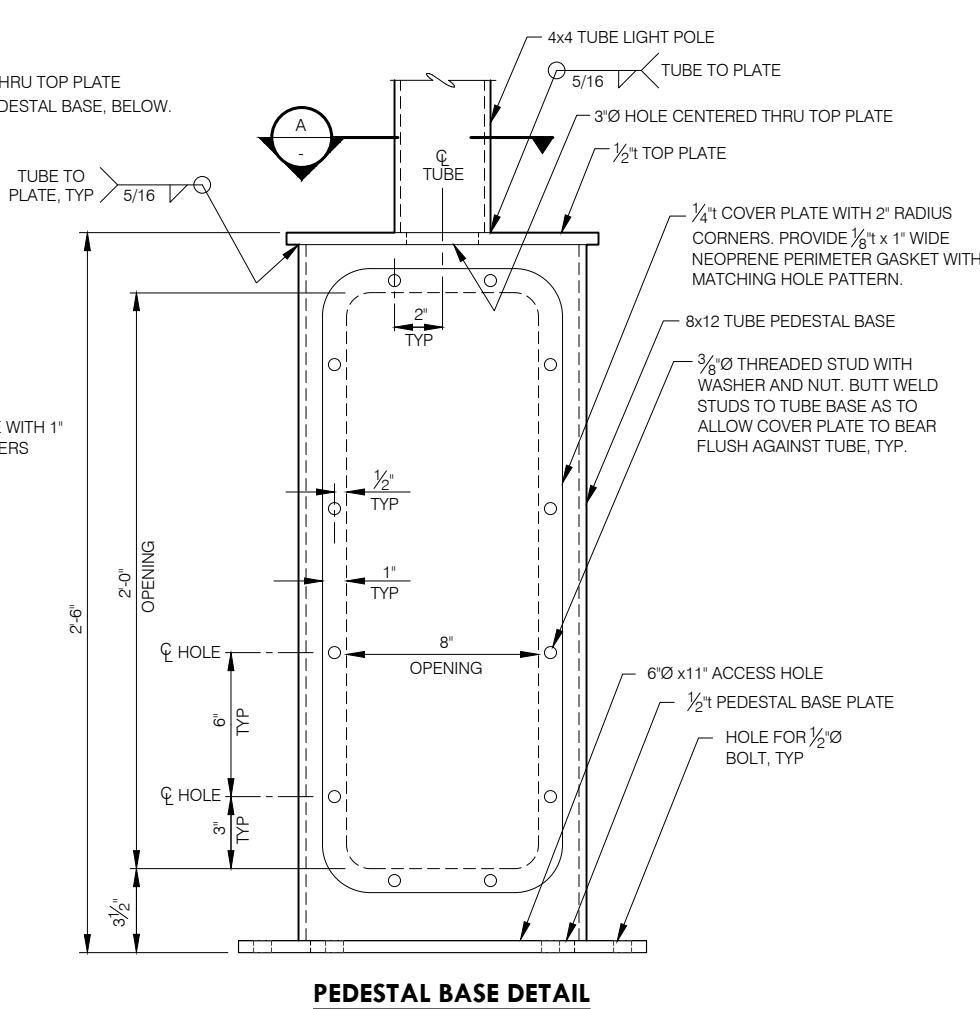 4x4 TUBE LIGHT POLE
5/16 TUBE TO PLATE
HRU TOP PLATE
DESTAL BASE, BELOW.
3"Ø HOLE CENTERED THRU TOP PLATE
A
-
½"t TOP PLATE
℄
TUBE
TUBE TO
PLATE, TYP
5/16
¼"t COVER PLATE WITH 2" RADIUS
CORNERS. PROVIDE ⅛"t x 1" WIDE
NEOPRENE PERIMETER GASKET WITH
MATCHING HOLE PATTERN.
2"
TYP
8x12 TUBE PEDESTAL BASE
⅜"Ø THREADED STUD WITH
WASHER AND NUT. BUTT WELD
STUDS TO TUBE BASE AS TO
ALLOW COVER PLATE TO BEAR
FLUSH AGAINST TUBE, TYP.
WITH 1"
ERS
½"
TYP
1"
TYP
2'-0"
OPENING
2'-6"
℄ HOLE
8"
OPENING
6"
TYP
℄ HOLE
3"
TYP
3½"
6"Ø x11" ACCESS HOLE
½"t PEDESTAL BASE PLATE
HOLE FOR ½"Ø
BOLT, TYP
PEDESTAL BASE DETAIL